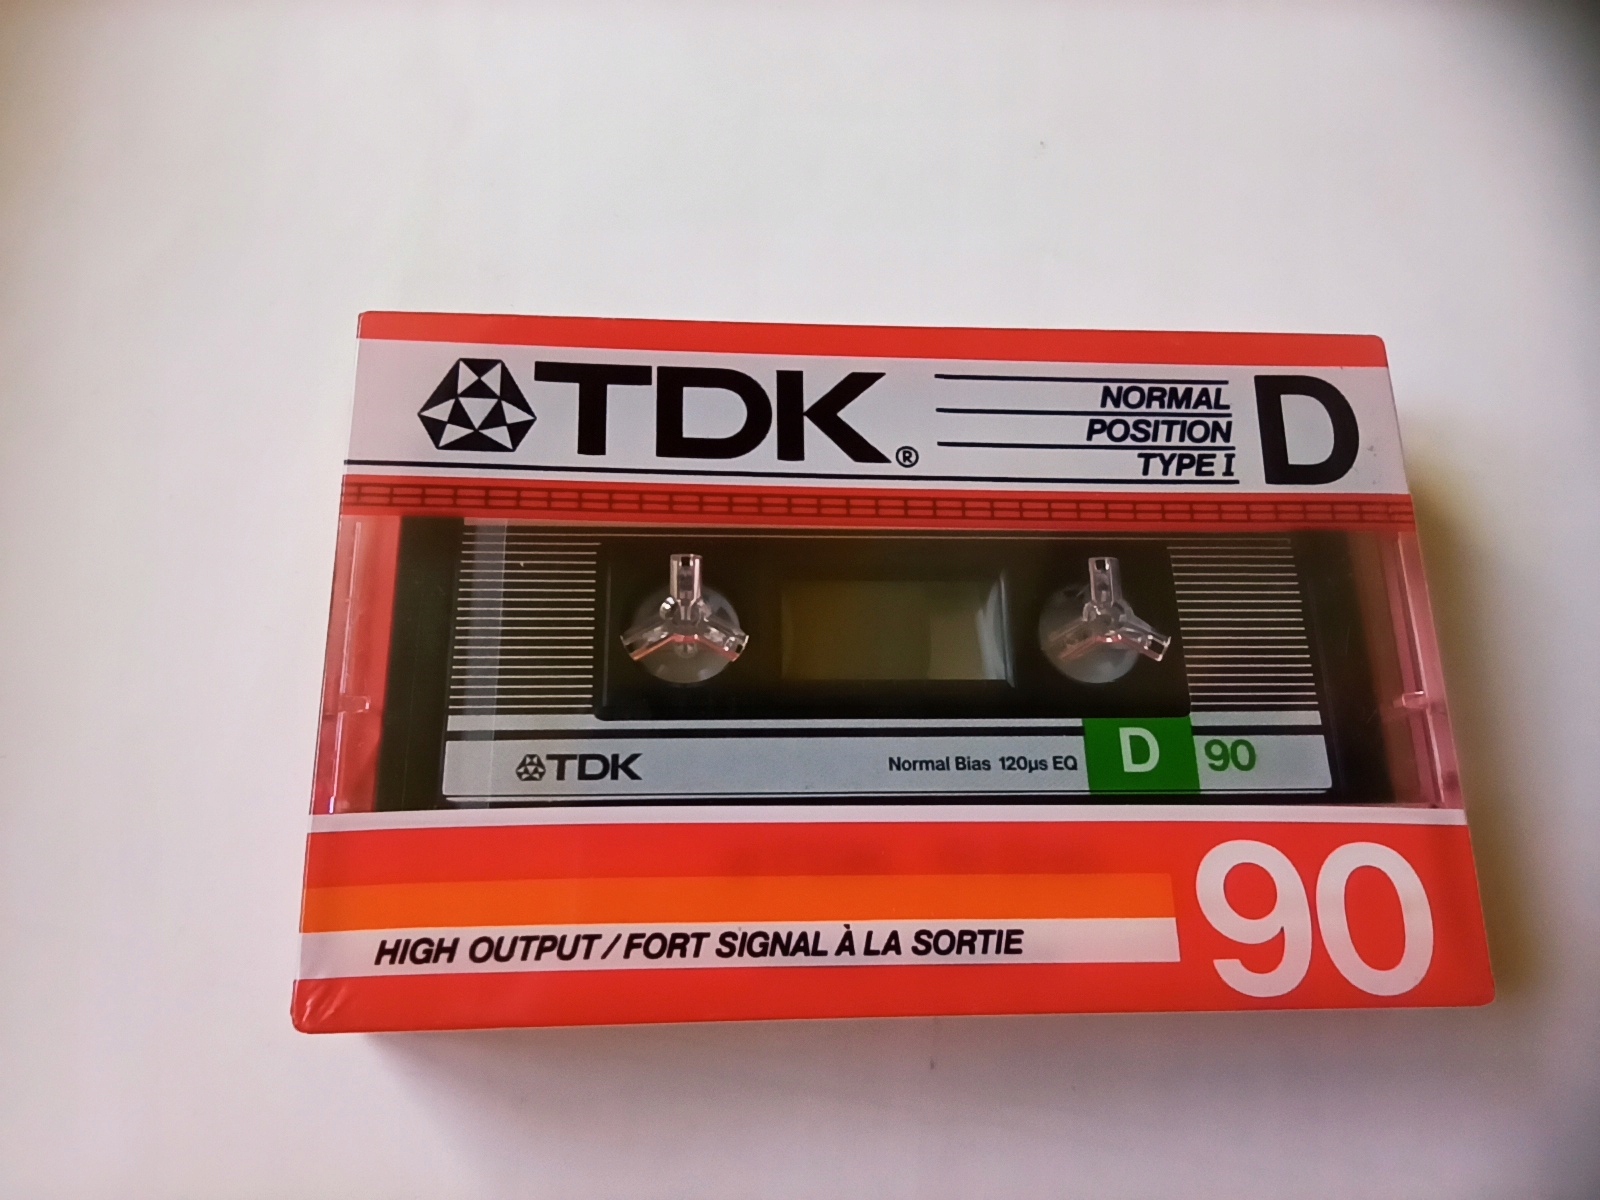 TDK®
NORMAL
POSITION
TYPE I
D
TDK
Normal Bias 120µs EQ
D
90
HIGH OUTPUT/FORT SIGNAL À LA SORTIE
90